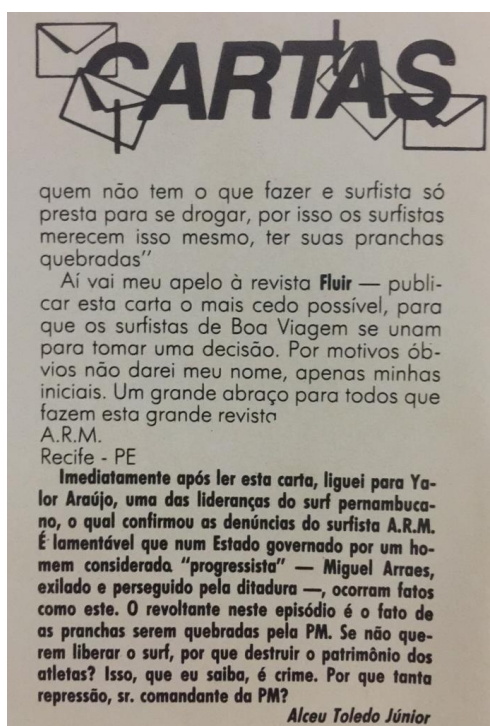 CARTAS
quem não tem o que fazer e surfista só
presta para se drogar, por isso os surfistas
merecem isso mesmo, ter suas pranchas
quebradas”
Aí vai meu apelo à revista Fluir — publi-
car esta carta o mais cedo possível, para
que os surfistas de Boa Viagem se unam
para tomar uma decisão. Por motivos ób-
vios não darei meu nome, apenas minhas
iniciais. Um grande abraço para todos que
fazem esta grande revista
A.R.M.
Recife - PE
Imediatamente após ler esta carta, liguei para Ya-
lor Araújo, uma das lideranças do surf pernambuca-
no, o qual confirmou as denúncias do surfista A.R.M.
É lamentável que num Estado governado por um ho-
mem considerado “progressista” — Miguel Arraes,
exilado e perseguido pela ditadura —, ocorram fatos
como este. O revoltante neste episódio é o fato de
as pranchas serem quebradas pela PM. Se não que-
rem liberar o surf, por que destruir o patrimônio dos
atletas? Isso, que eu saiba, é crime. Por que tanta
repressão, sr. comandante da PM?
Alceu Toledo Júnior